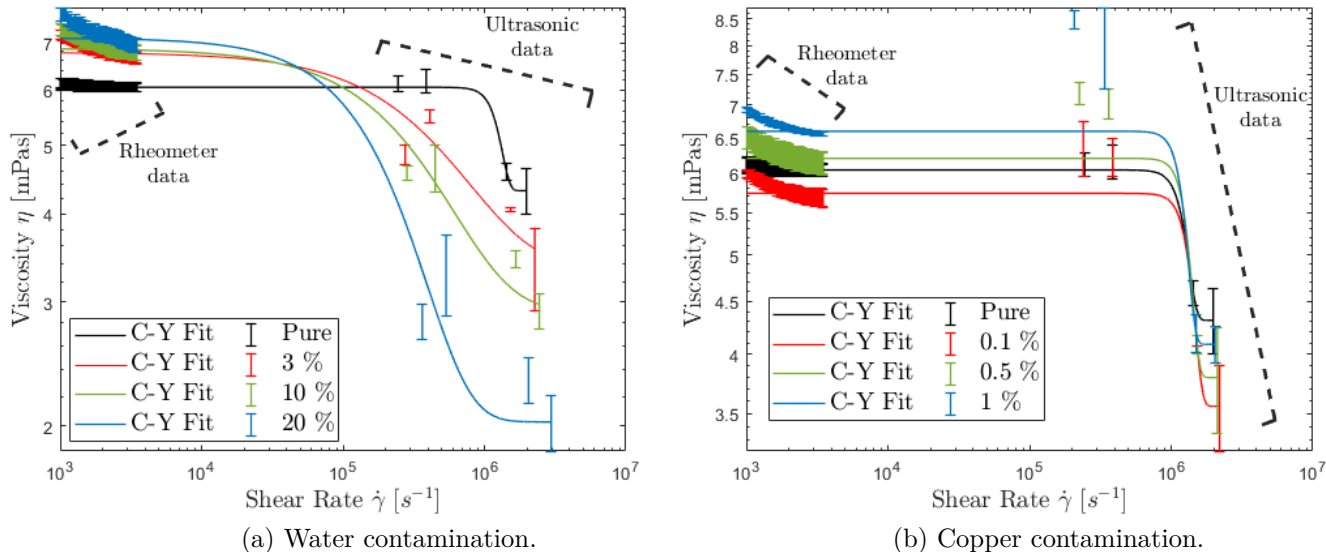 7
6
5
4
3
2
Viscosity η [mPas]
Ultrasonic
data
Rheometer
data
C-Y Fit Pure
C-Y Fit 3 %
C-Y Fit 10 %
C-Y Fit 20 %
10³ 10⁴ 10⁵ 10⁶ 10⁷
Shear Rate γ̇ [s⁻¹]
(a) Water contamination.
8.5
8
7.5
7
6.5
6
5.5
5
4.5
4
3.5
Viscosity η [mPas]
Rheometer
data
Ultrasonic
data
C-Y Fit Pure
C-Y Fit 0.1 %
C-Y Fit 0.5 %
C-Y Fit 1 %
10³ 10⁴ 10⁵ 10⁶ 10⁷
Shear Rate γ̇ [s⁻¹]
(b) Copper contamination.